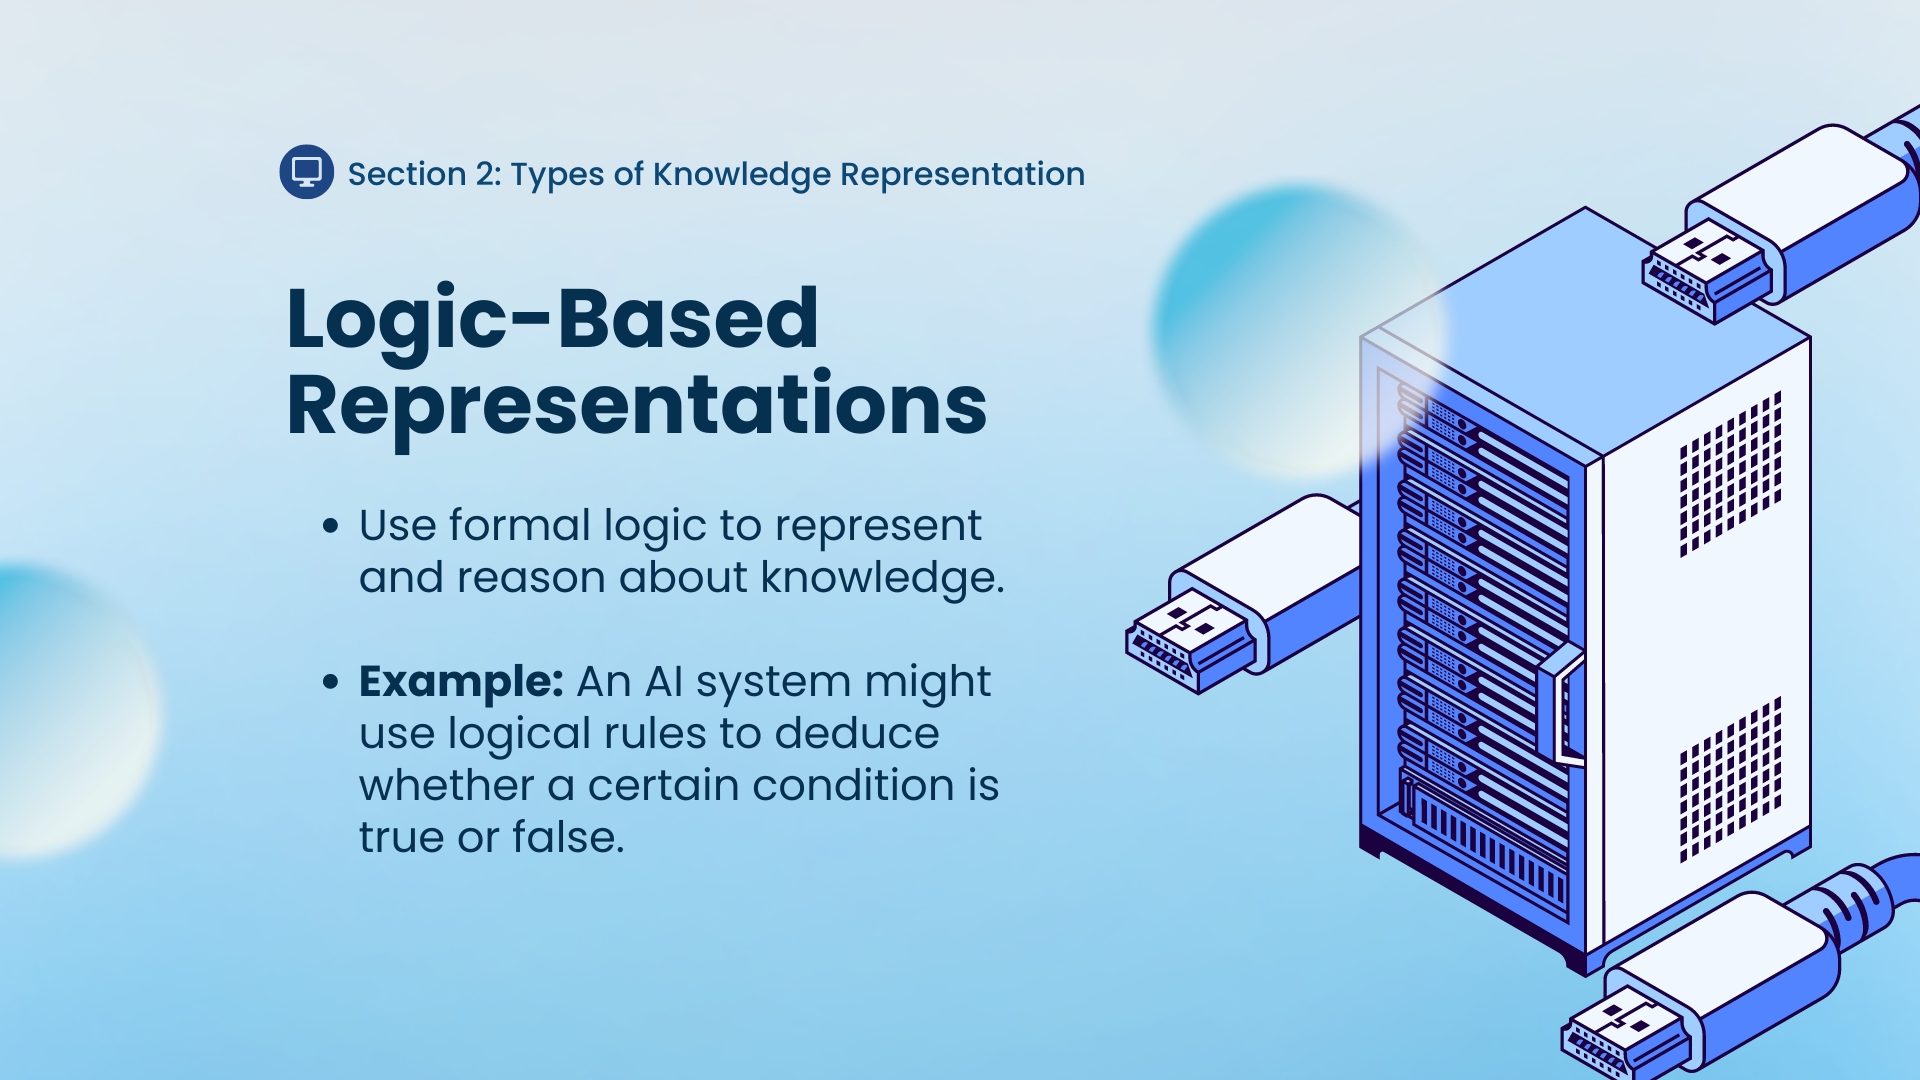 Section 2: Types of Knowledge Representation
Logic-Based
Representations
• Use formal logic to represent
and reason about knowledge.
• Example: An AI system might
use logical rules to deduce
whether a certain condition is
true or false.